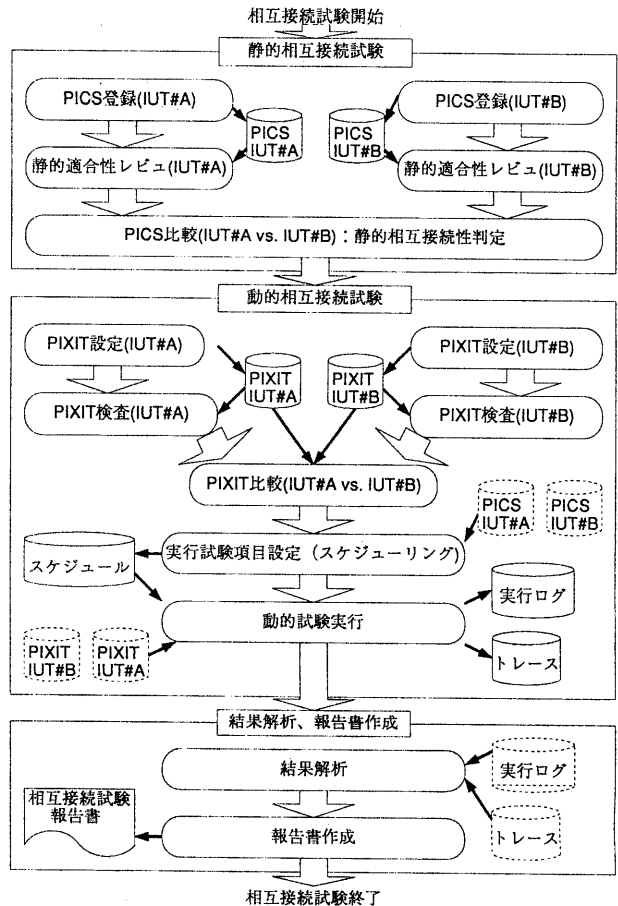 相互接続試験開始
静的相互接続試験
PICS登録(IUT#A)
PICS登録(IUT#B)
PICS
IUT#A
PICS
IUT#B
静的適合性レビュ(IUT#A)
静的適合性レビュ(IUT#B)
PICS比較(IUT#A vs. IUT#B)：静的相互接続性判定
動的相互接続試験
PIXIT設定(IUT#A)
PIXIT設定(IUT#B)
PIXIT
IUT#A
PIXIT
IUT#B
PIXIT検査(IUT#A)
PIXIT検査(IUT#B)
PIXIT比較(IUT#A vs. IUT#B)
PICS
IUT#A
PICS
IUT#B
スケジュール
実行試験項目設定（スケジューリング)
実行ログ
動的試験実行
PIXIT
IUT#B
PIXIT
IUT#A
トレース
結果解析、報告書作成
結果解析
実行ログ
相互接続試験
報告書
報告書作成
トレース
相互接続試験終了